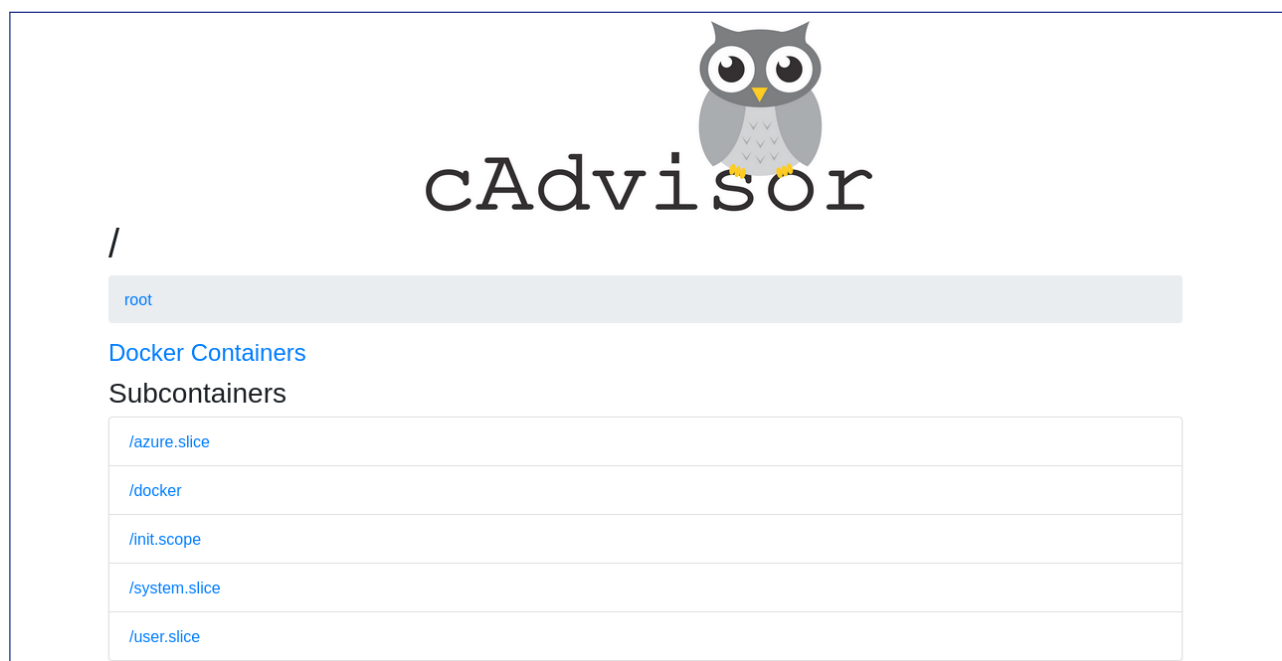 cAdvisor
/
root
Docker Containers
Subcontainers
/azure.slice
/docker
/init.scope
/system.slice
/user.slice